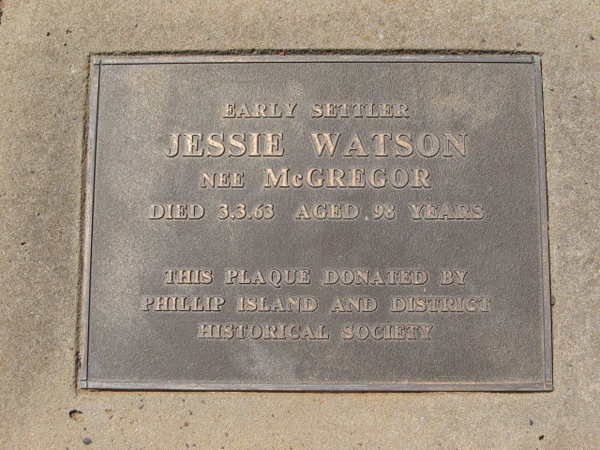 EARLY SETTLER
JESSIE WATSON
NEE McGREGOR
DIED 3.3.63 AGED 98 YEARS
THIS PLAQUE DONATED BY
PHILLIP ISLAND AND DISTRICT
HISTORICAL SOCIETY